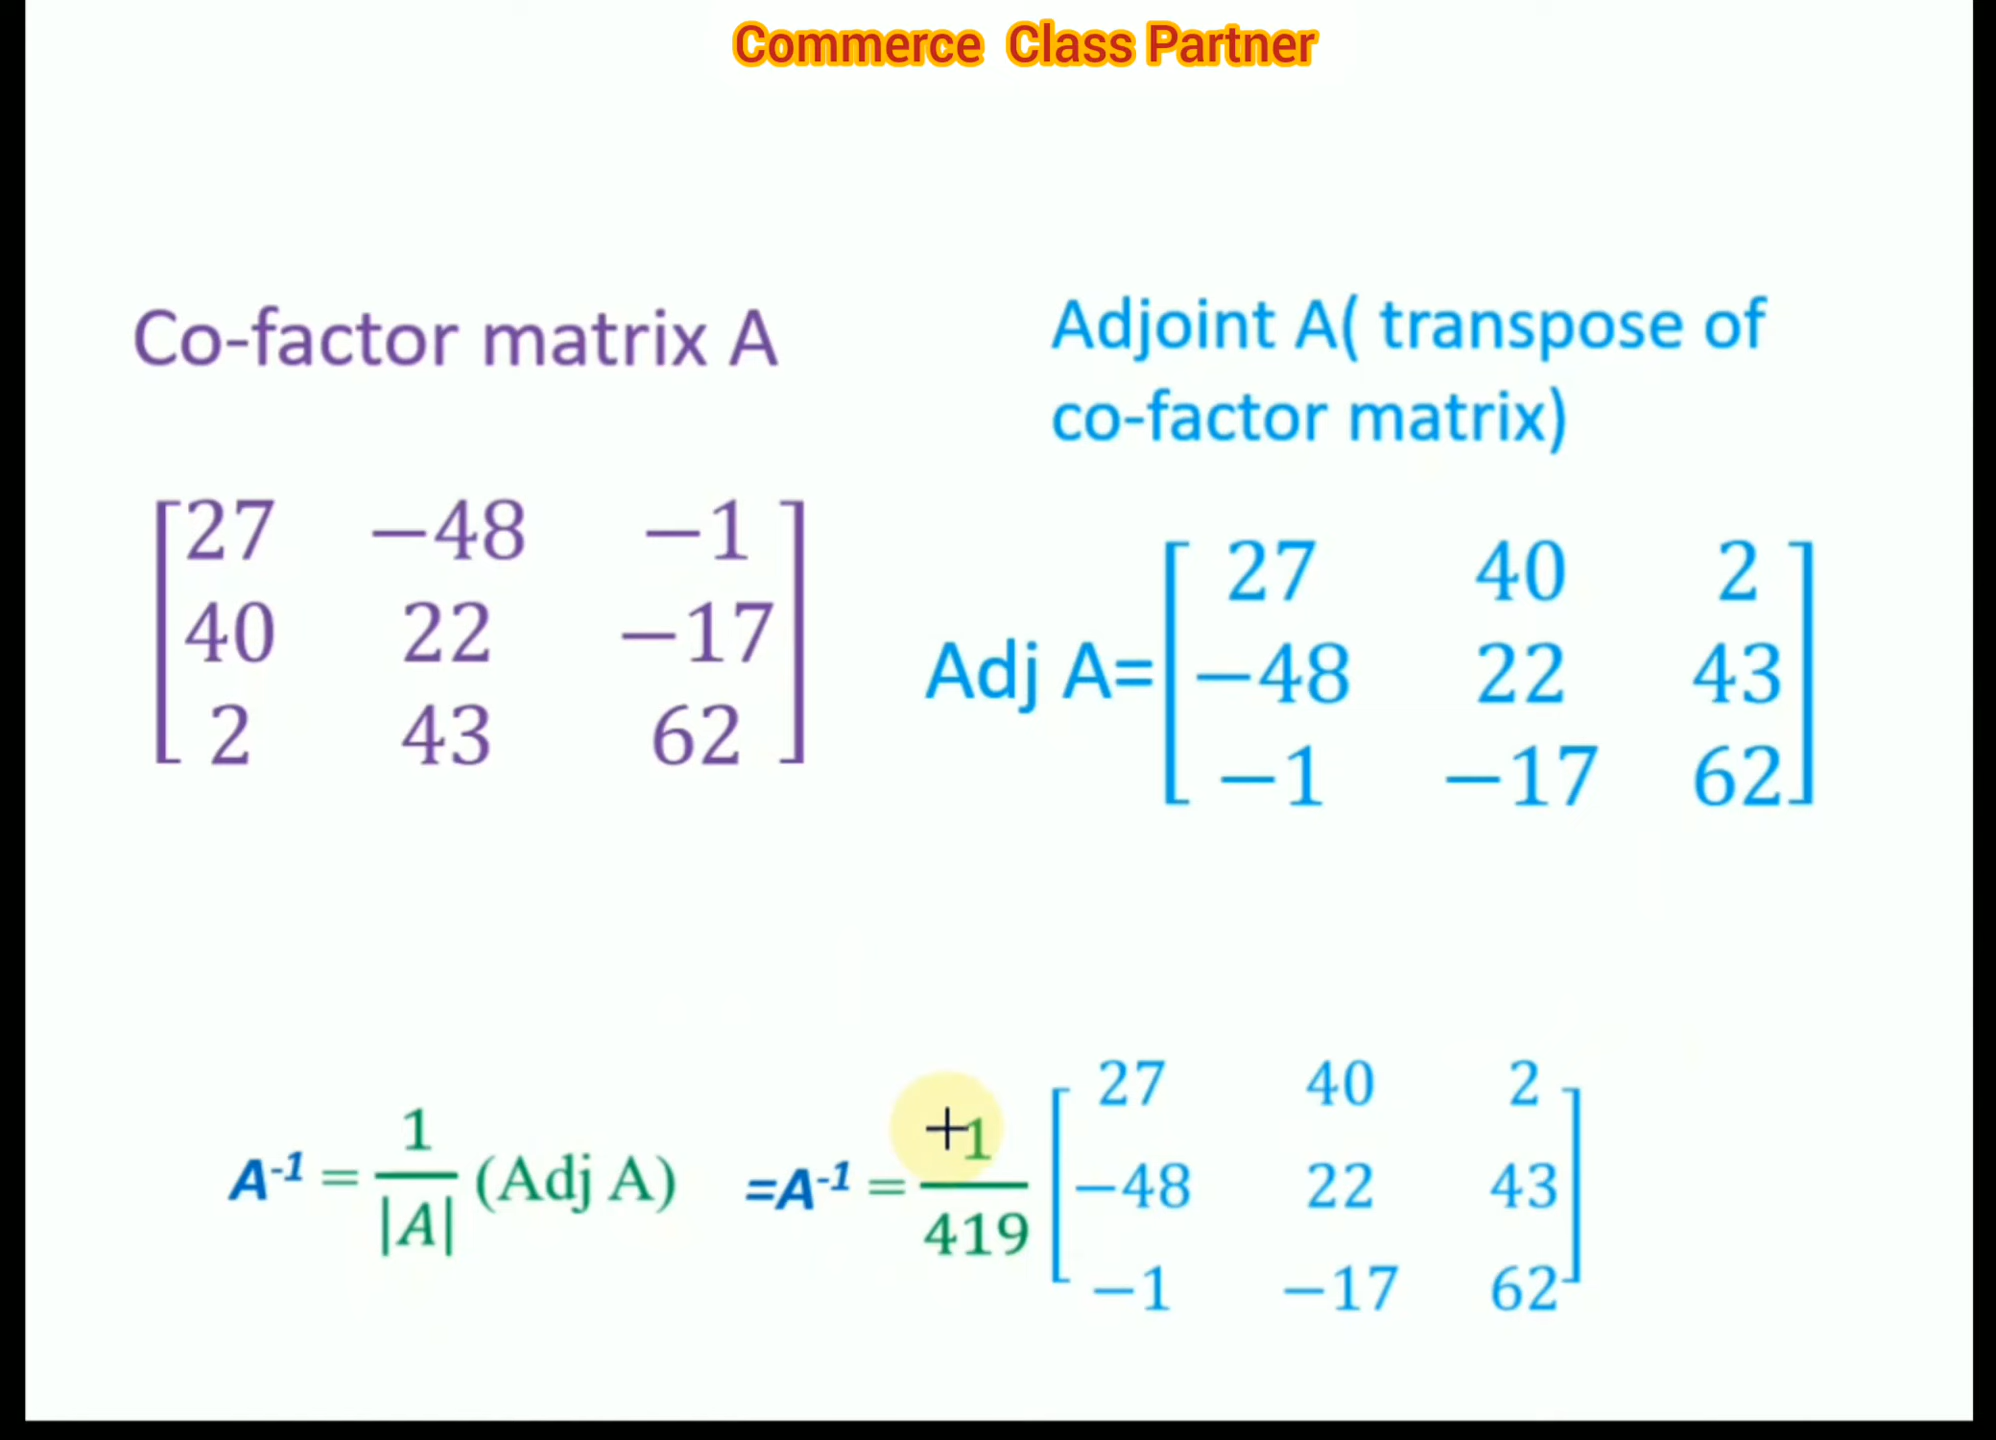 Commerce Class Partner
Co-factor matrix A
Adjoint A( transpose of
co-factor matrix)
[27 −48 −1]
40 22 −17
2 43 62
Adj A=[27 40 2]
−48 22 43
−1 −17 62
A⁻¹ = 1/|A| (Adj A) =A⁻¹ = 1/419 [27 40 2]
−48 22 43
−1 −17 62